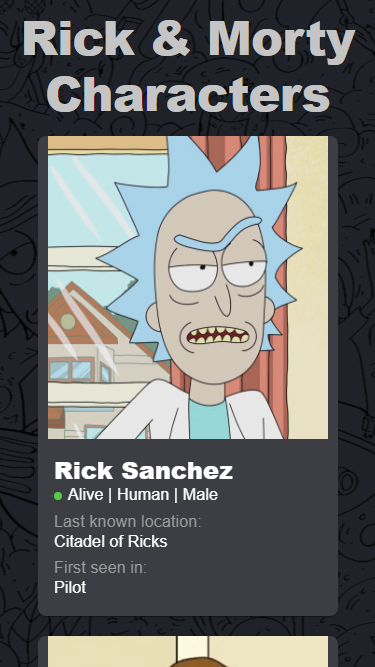 Rick & Morty
Characters
Rick Sanchez
Alive | Human | Male
Last known location:
Citadel of Ricks
First seen in:
Pilot